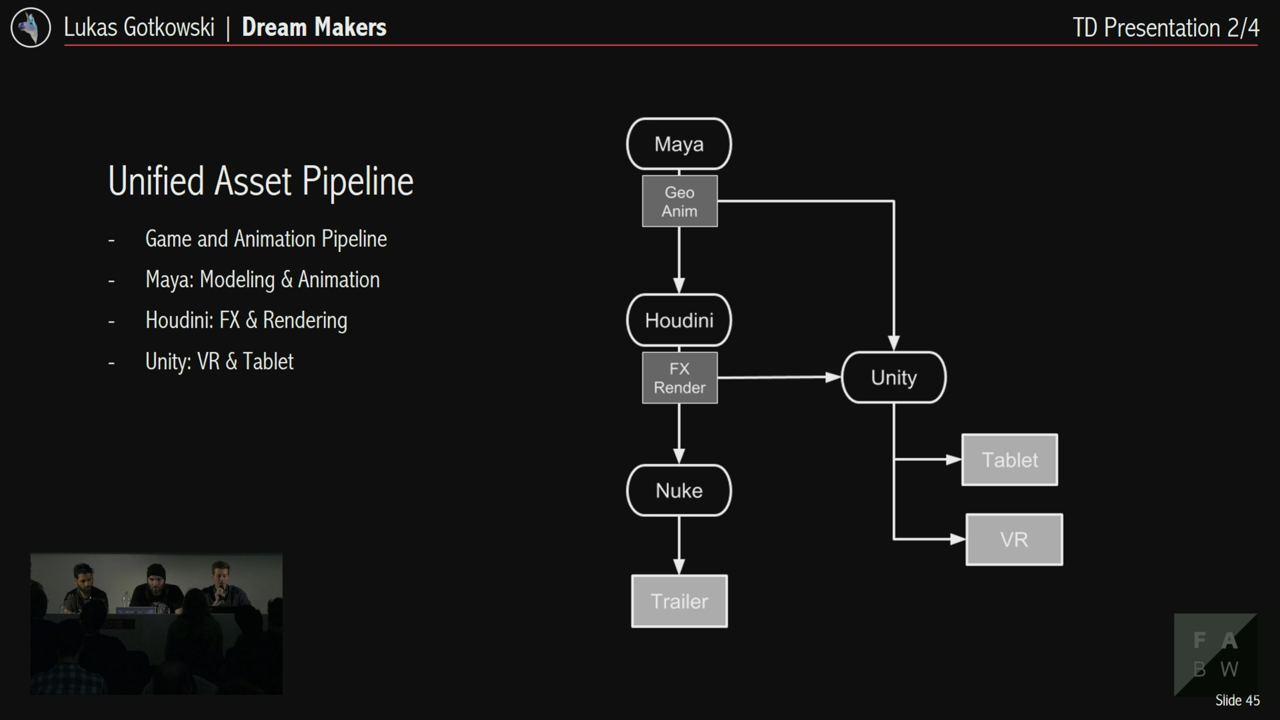 Lukas Gotkowski | Dream Makers
TD Presentation 2/4
Unified Asset Pipeline
- Game and Animation Pipeline
- Maya: Modeling & Animation
- Houdini: FX & Rendering
- Unity: VR & Tablet
Maya
Geo
Anim
Houdini
FX
Render
Unity
Nuke
Tablet
VR
Trailer
F A
B W
Slide 45